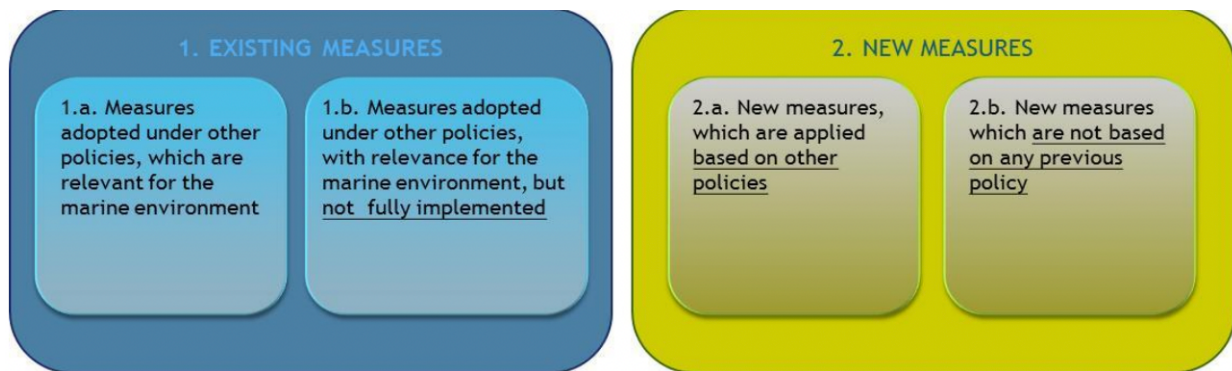 1. EXISTING MEASURES
1.a. Measures
adopted under other
policies, which are
relevant for the
marine environment
1.b. Measures adopted
under other policies,
with relevance for the
marine environment, but
not fully implemented
2. NEW MEASURES
2.a. New measures,
which are applied
based on other
policies
2.b. New measures
which are not based
on any previous
policy